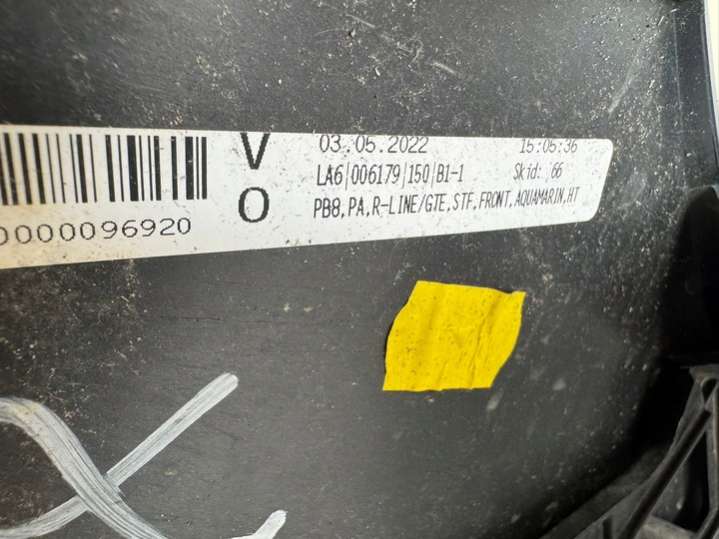 V 03.05.2022 15:05:36
LA6|006179|150|B1-1 Skid: 66
O PB8,PA,R-LINE/GTE,STF,FRONT,AQUAMARIN,HT
0000096920